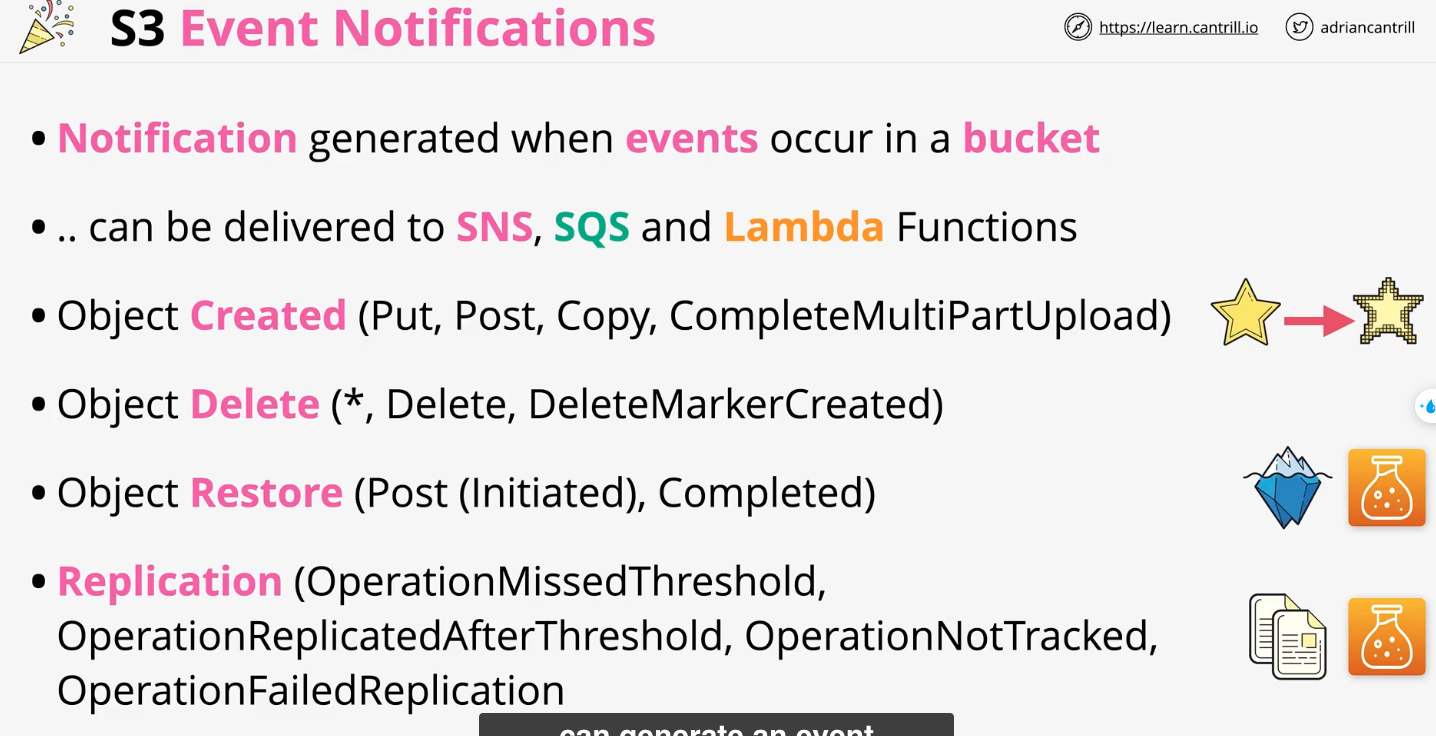 S3 Event Notifications
https://learn.cantrill.io
adriancantrill
• Notification generated when events occur in a bucket
• .. can be delivered to SNS, SQS and Lambda Functions
• Object Created (Put, Post, Copy, CompleteMultiPartUpload)
• Object Delete (*, Delete, DeleteMarkerCreated)
• Object Restore (Post (Initiated), Completed)
• Replication (OperationMissedThreshold,
OperationReplicatedAfterThreshold, OperationNotTracked,
OperationFailedReplication
can generate an event